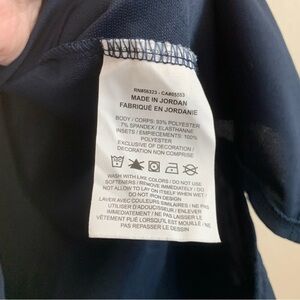 RN#56323 - CA#05553
MADE IN JORDAN
FABRIQUÉ EN JORDANIE
BODY / CORPS: 93% POLYESTER
7% SPANDEX / ELASTHANNE
INSETS / EMPIECEMENTS: 100%
POLYESTER
EXCLUSIVE OF DECORATION /
DECORATION NON COMPRISE
WASH WITH LIKE COLORS / DO NOT USE
SOFTENERS / REMOVE IMMEDIATELY / DO
NOT ALLOW TO LAY ON ITSELF WHEN WET /
DO NOT IRON DESIGN
LAVER AVEC COULEURS SIMILAIRES / NE PAS
UTILISER D'ADOUCISSEUR / ENLEVER
IMMÉDIATEMENT / NE PAS LAISSER LE
VÊTEMENT PLIÉ LORSQU'IL EST MOUILLÉ / NE
PAS REPASSER LE DESSIN